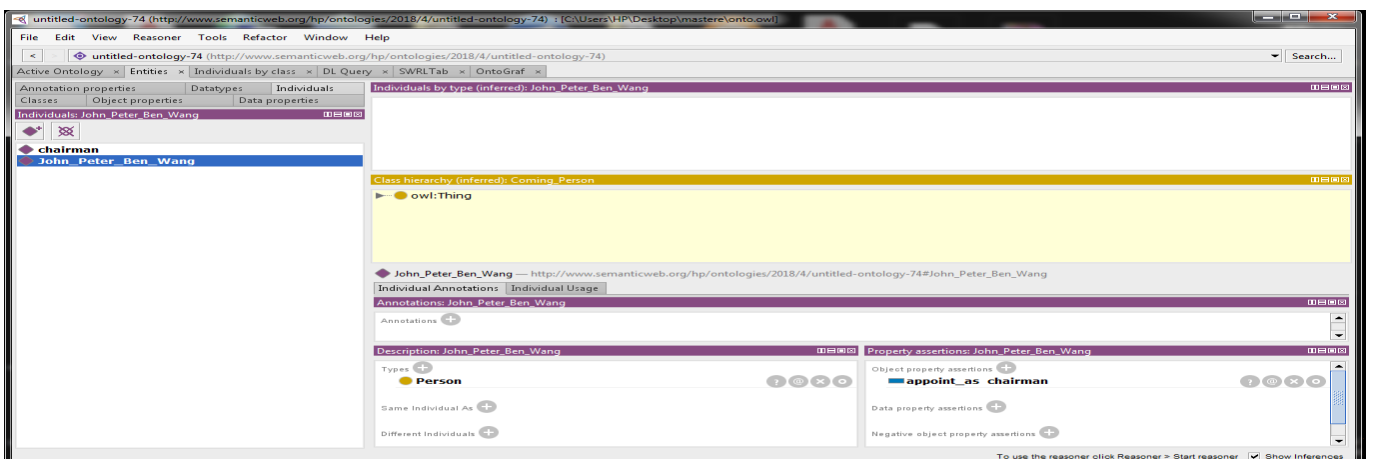 untitled-ontology-74 (http://www.semanticweb.org/hp/ontologies/2018/4/untitled-ontology-74) : [C:\Users\HP\Desktop\mastere\onto.owl]
File Edit View Reasoner Tools Refactor Window Help
< untitled-ontology-74 (http://www.semanticweb.org/hp/ontologies/2018/4/untitled-ontology-74) Search...
Active Ontology × Entities × Individuals by class × DL Query × SWRLTab × OntoGraf ×
Annotation properties Datatypes Individuals
Classes Object properties Data properties
Individuals: John_Peter_Ben_Wang
chairman
John_Peter_Ben_Wang
Individuals by type (inferred): John_Peter_Ben_Wang
Class hierarchy (inferred): Coming_Person
owl:Thing
John_Peter_Ben_Wang — http://www.semanticweb.org/hp/ontologies/2018/4/untitled-ontology-74#John_Peter_Ben_Wang
Individual Annotations Individual Usage
Annotations: John_Peter_Ben_Wang
Annotations
Description: John_Peter_Ben_Wang
Types
Person
Same Individual As
Different Individuals
Property assertions: John_Peter_Ben_Wang
Object property assertions
appoint_as chairman
Data property assertions
Negative object property assertions
To use the reasoner click Reasoner > Start reasoner Show Inferences